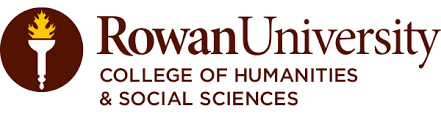 RowanUniversity
COLLEGE OF HUMANITIES
& SOCIAL SCIENCES